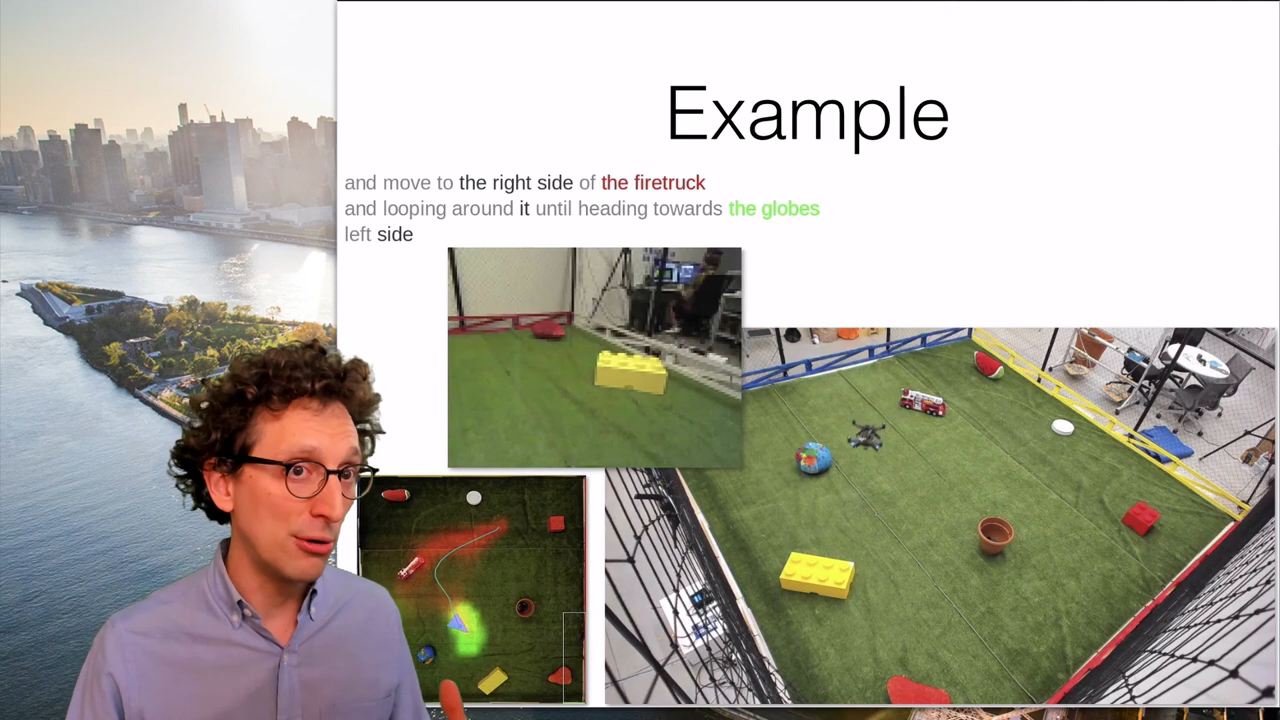 Example
and move to the right side of the firetruck
and looping around it until heading towards the globes
left side